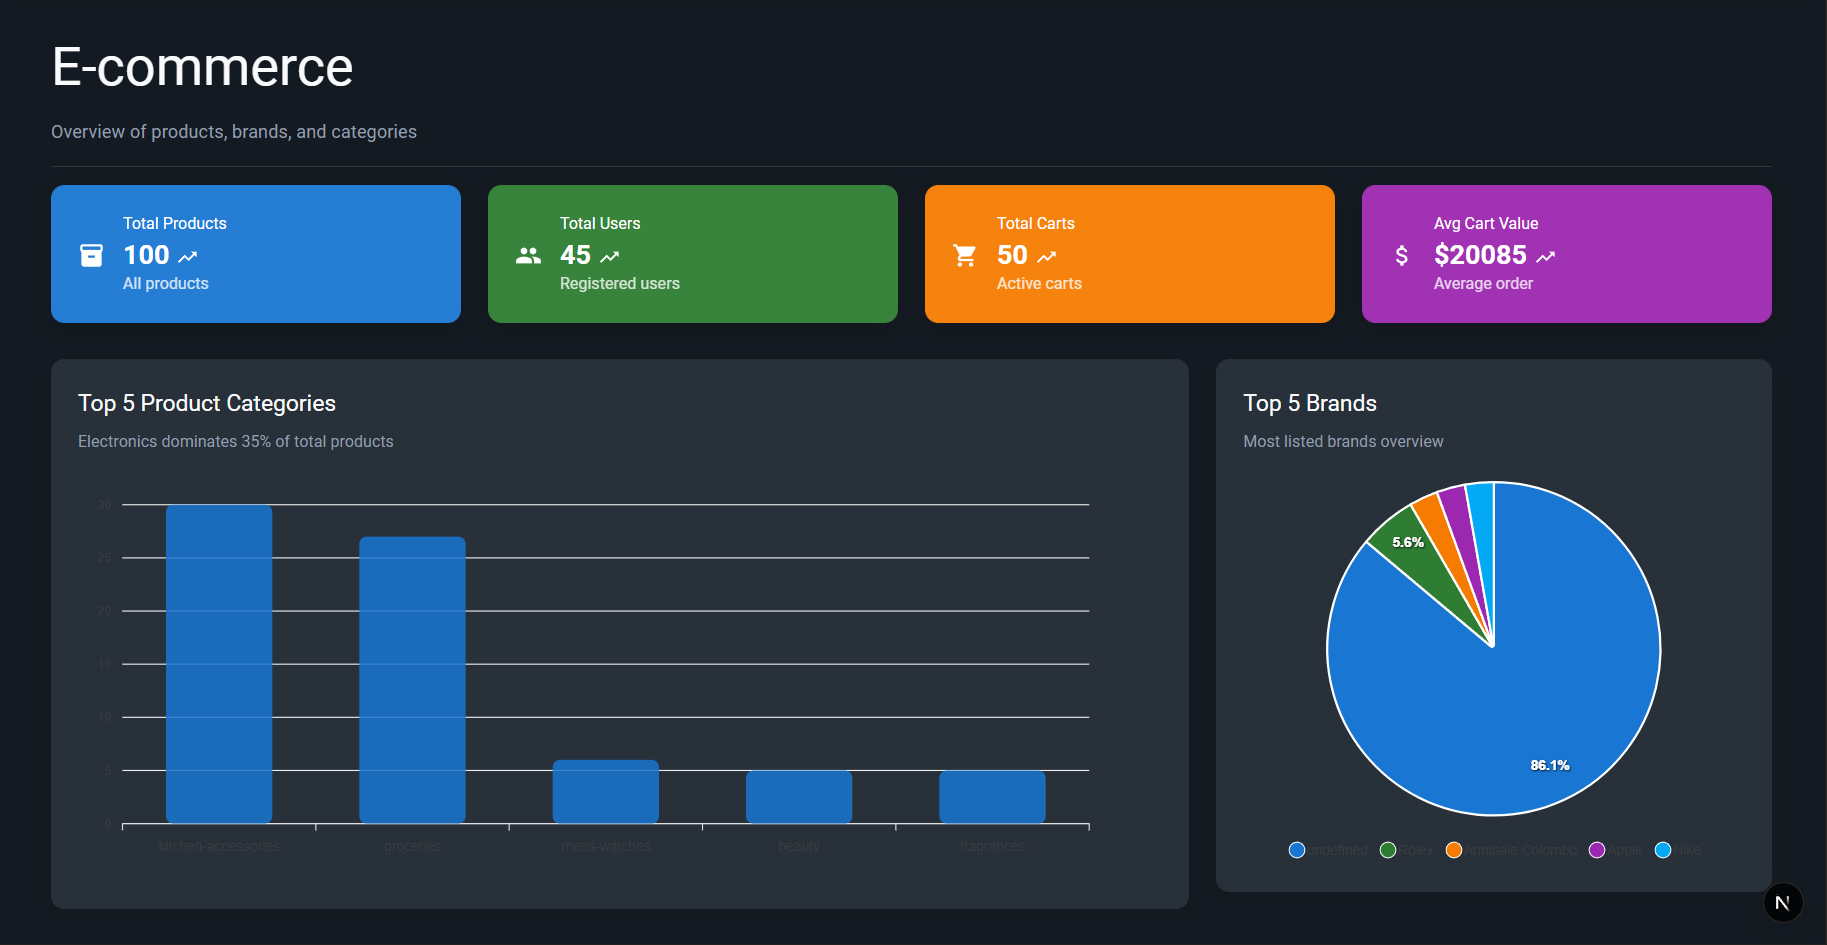 E-commerce
Overview of products, brands, and categories
Total Products
100
All products
Total Users
45
Registered users
Total Carts
50
Active carts
Avg Cart Value
$20085
Average order
Top 5 Product Categories
Electronics dominates 35% of total products
30
25
20
15
10
5
0
kitchen-accessories groceries mens-watches beauty fragrances
Top 5 Brands
Most listed brands overview
5.6%
86.1%
undefined Rolex Annibale Colombo Apple Nike
N